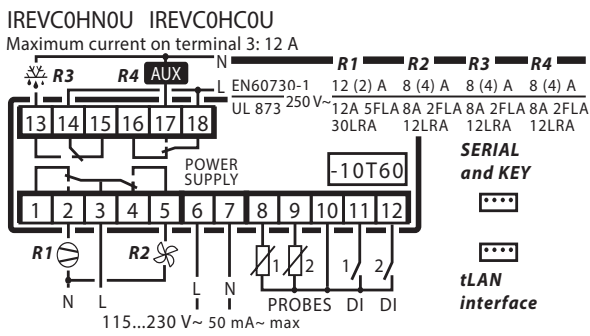 IREVC0HN0U IREVC0HC0U
Maximum current on terminal 3: 12 A
N R1 R2 R3 R4
R3 R4 AUX
L EN60730-1 250 V~ 12 (2) A 8 (4) A 8 (4) A 8 (4) A
UL 873 12A 5FLA 8A 2FLA 8A 2FLA 8A 2FLA
30LRA 12LRA 12LRA 12LRA
13 14 15 16 17 18
POWER
SUPPLY
-10T60
SERIAL
and KEY
1 2 3 4 5 6 7 8 9 10 11 12
R1 R2 1 2 1 2
N L L N PROBES DI DI
115...230 V~ 50 mA~ max
tLAN
interface